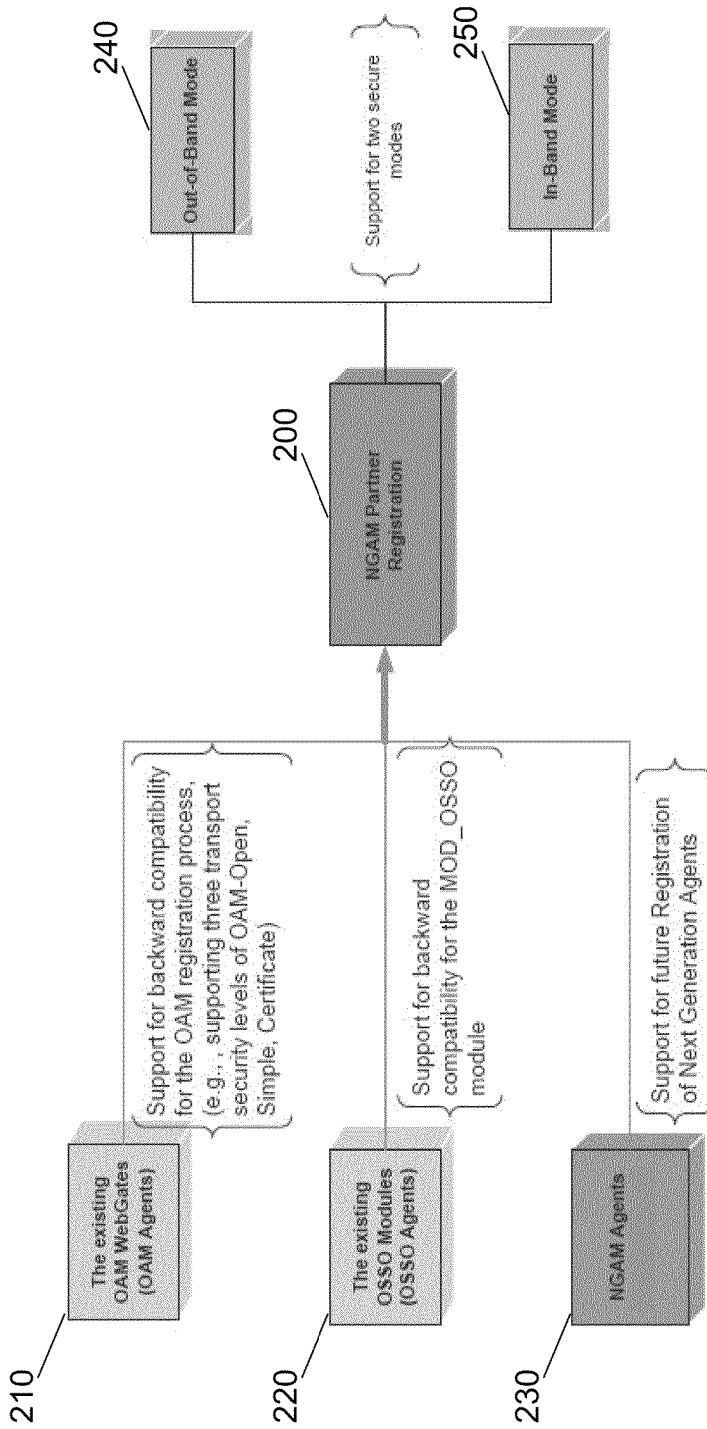 210
The existing
OAM WebGates
(OAM Agents)
Support for backward compatibility
for the OAM registration process,
(e.g., , supporting three transport
security levels of OAM-Open,
Simple, Certificate)
220
The existing
OSSO Modules
(OSSO Agents)
Support for backward
compatibility for the MOD_OSSO
module
230
NGAM Agents
Support for future Registration
of Next Generation Agents
200
NGAM Partner
Registration
240
Out-of-Band Mode
Support for two secure
modes
250
In-Band Mode